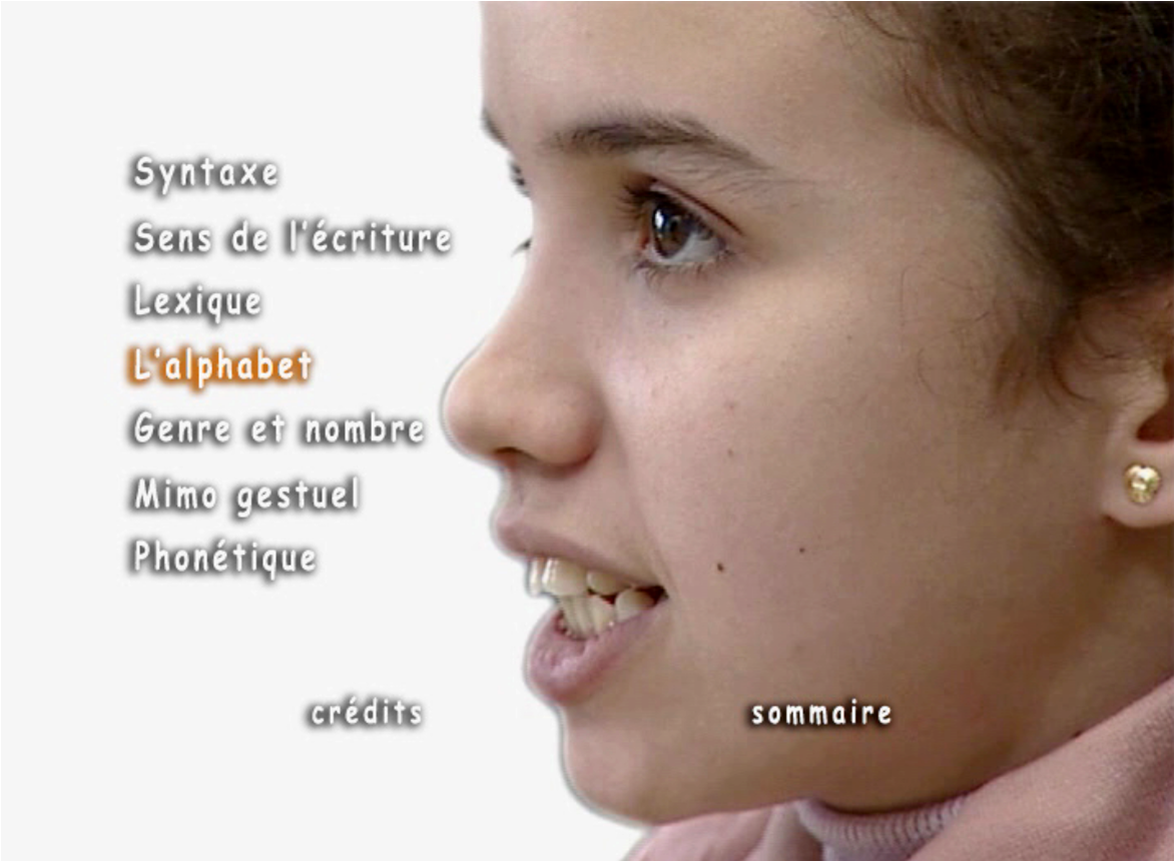 Syntaxe
Sens de l'écriture
Lexique
L'alphabet
Genre et nombre
Mimo gestuel
Phonétique
crédits
sommaire